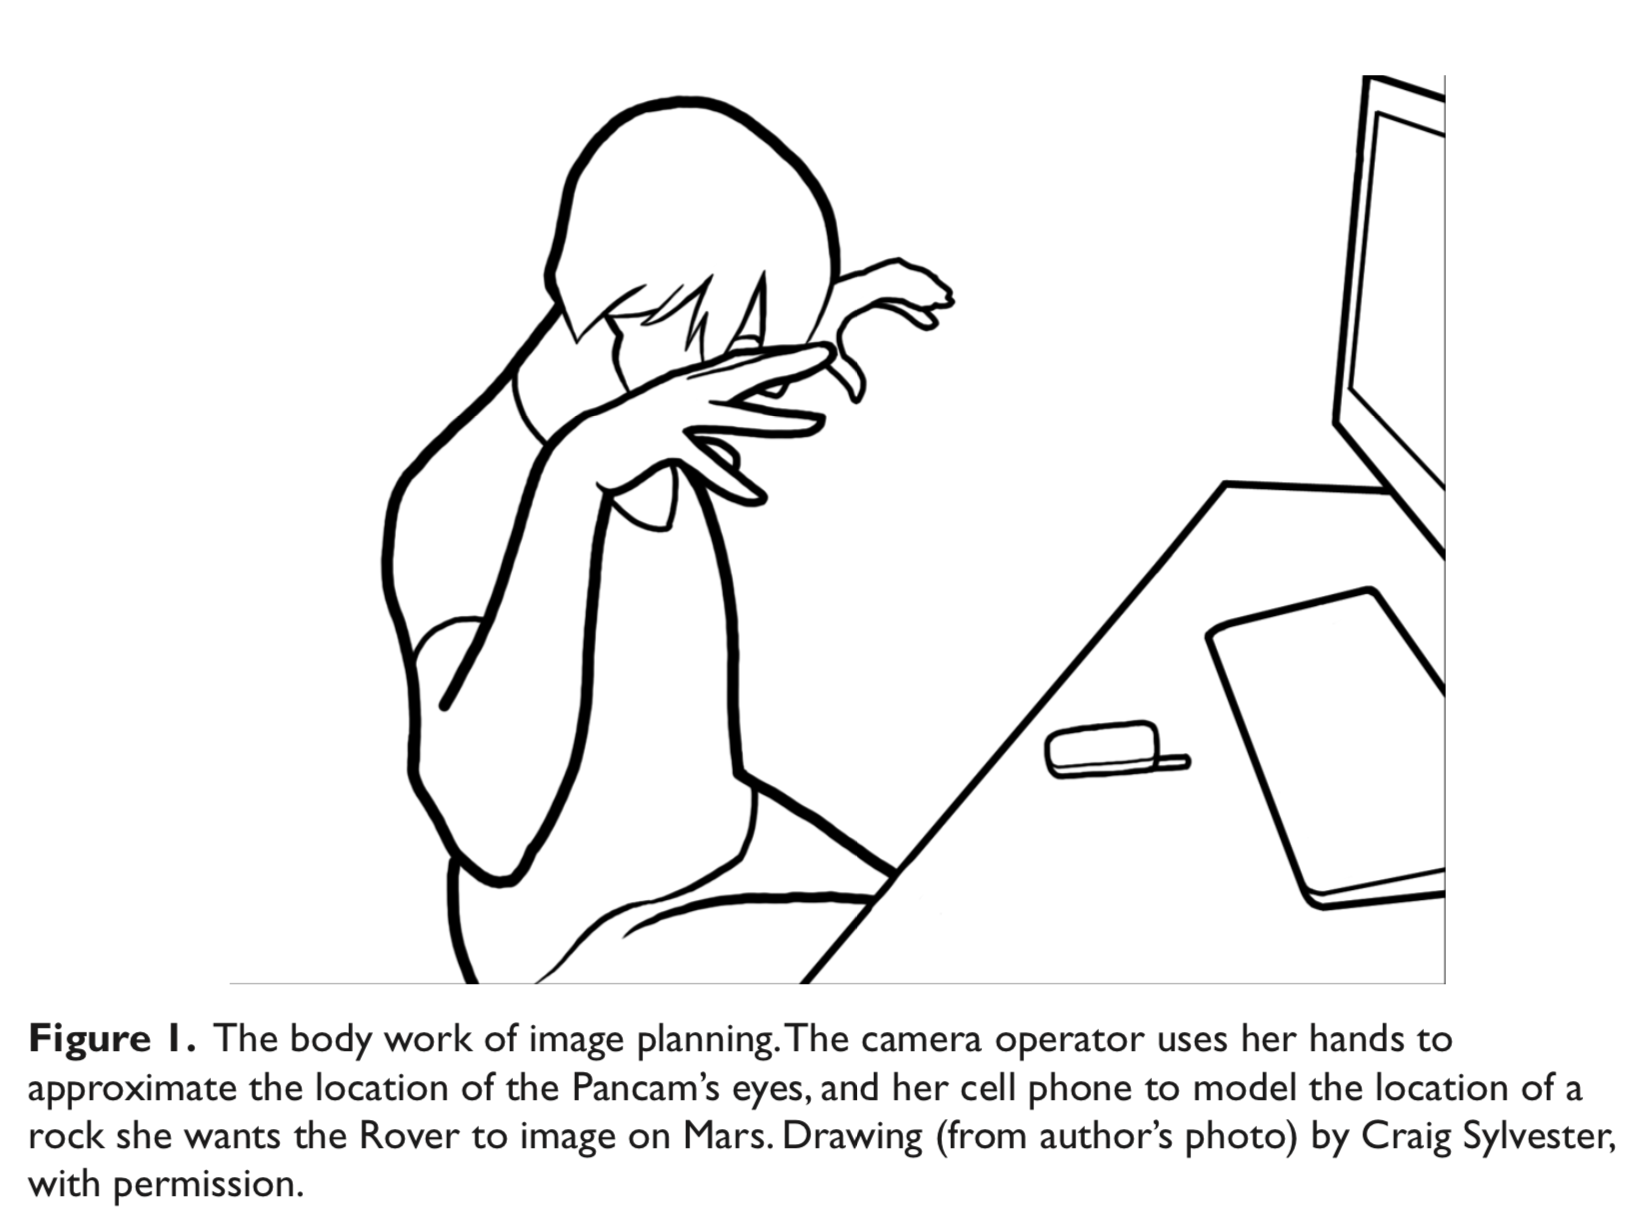 Figure 1. The body work of image planning. The camera operator uses her hands to
approximate the location of the Pancam’s eyes, and her cell phone to model the location of a
rock she wants the Rover to image on Mars. Drawing (from author’s photo) by Craig Sylvester,
with permission.